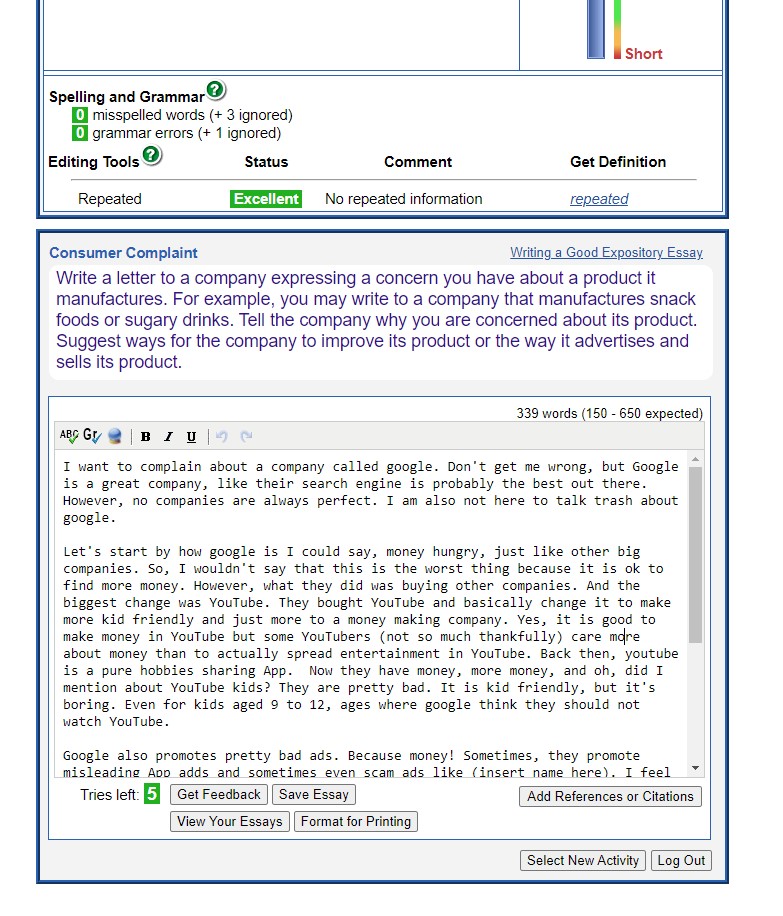 Short
Spelling and Grammar ?
0 misspelled words (+ 3 ignored)
0 grammar errors (+ 1 ignored)
Editing Tools ? Status Comment Get Definition
Repeated Excellent No repeated information repeated
Consumer Complaint Writing a Good Expository Essay
Write a letter to a company expressing a concern you have about a product it
manufactures. For example, you may write to a company that manufactures snack
foods or sugary drinks. Tell the company why you are concerned about its product.
Suggest ways for the company to improve its product or the way it advertises and
sells its product.
339 words (150 - 650 expected)
ABC Gr B I U
I want to complain about a company called google. Don't get me wrong, but Google
is a great company, like their search engine is probably the best out there.
However, no companies are always perfect. I am also not here to talk trash about
google.
Let's start by how google is I could say, money hungry, just like other big
companies. So, I wouldn't say that this is the worst thing because it is ok to
find more money. However, what they did was buying other companies. And the
biggest change was YouTube. They bought YouTube and basically change it to make
more kid friendly and just more to a money making company. Yes, it is good to
make money in YouTube but some YouTubers (not so much thankfully) care more
about money than to actually spread entertainment in YouTube. Back then, youtube
is a pure hobbies sharing App.  Now they have money, more money, and oh, did I
mention about YouTube kids? They are pretty bad. It is kid friendly, but it's
boring. Even for kids aged 9 to 12, ages where google think they should not
watch YouTube.
Google also promotes pretty bad ads. Because money! Sometimes, they promote
misleading App adds and sometimes even scam ads like (insert name here). I feel
Tries left: 5 Get Feedback Save Essay Add References or Citations
View Your Essays Format for Printing
Select New Activity Log Out